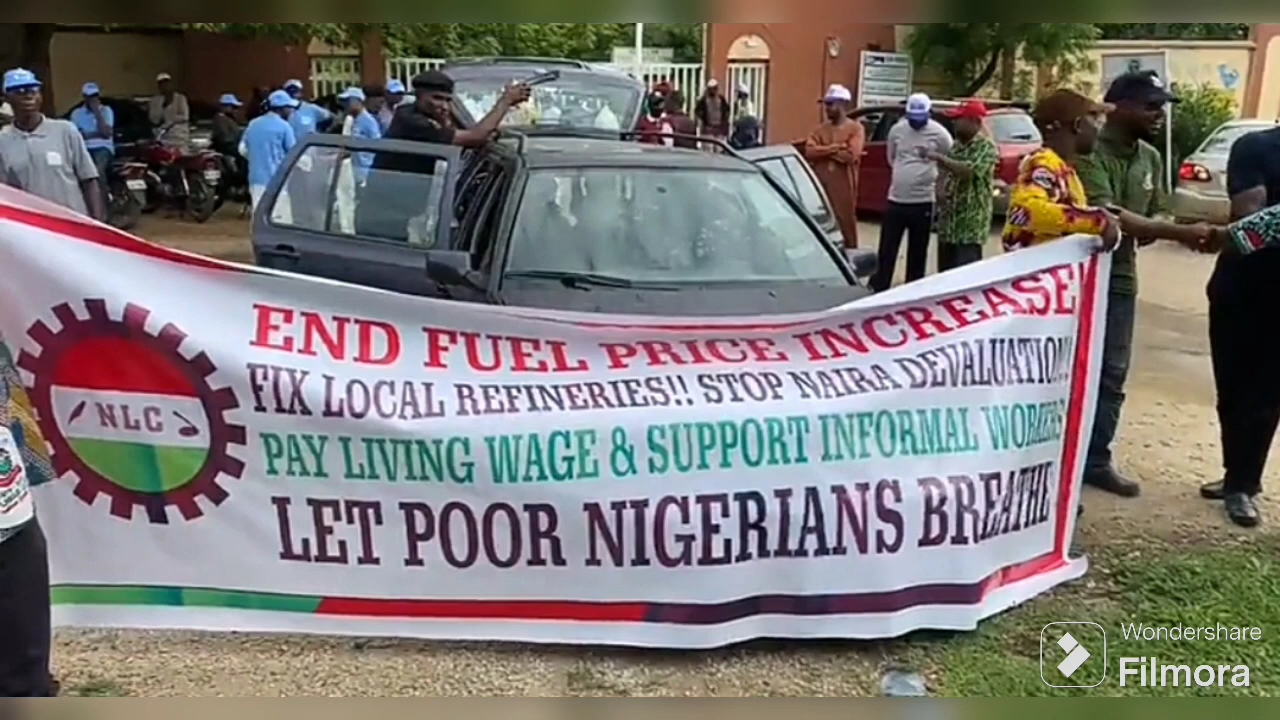 END FUEL PRICE INCREASE
FIX LOCAL REFINERIES!! STOP NAIRA DEVALUATION!!
PAY LIVING WAGE & SUPPORT INFORMAL WORKERS
LET POOR NIGERIANS BREATHE
NLC
Wondershare
Filmora